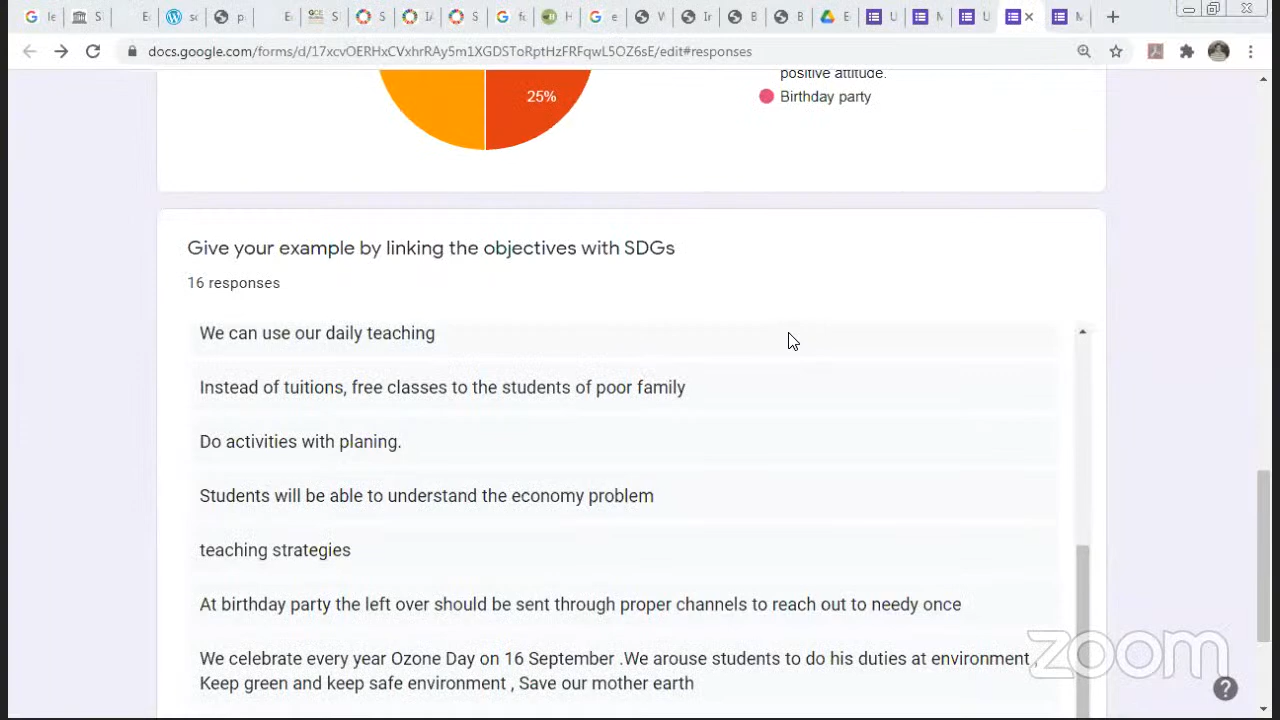 docs.google.com/forms/d/17xcvOERHxCVxhrRAy5m1XGDSToRptHzFRFqwL5OZ6sE/edit#responses
positive attitude.
25%
Birthday party
Give your example by linking the objectives with SDGs
16 responses
We can use our daily teaching
Instead of tuitions, free classes to the students of poor family
Do activities with planing.
Students will be able to understand the economy problem
teaching strategies
At birthday party the left over should be sent through proper channels to reach out to needy once
We celebrate every year Ozone Day on 16 September .We arouse students to do his duties at environment ,
Keep green and keep safe environment , Save our mother earth
zoom